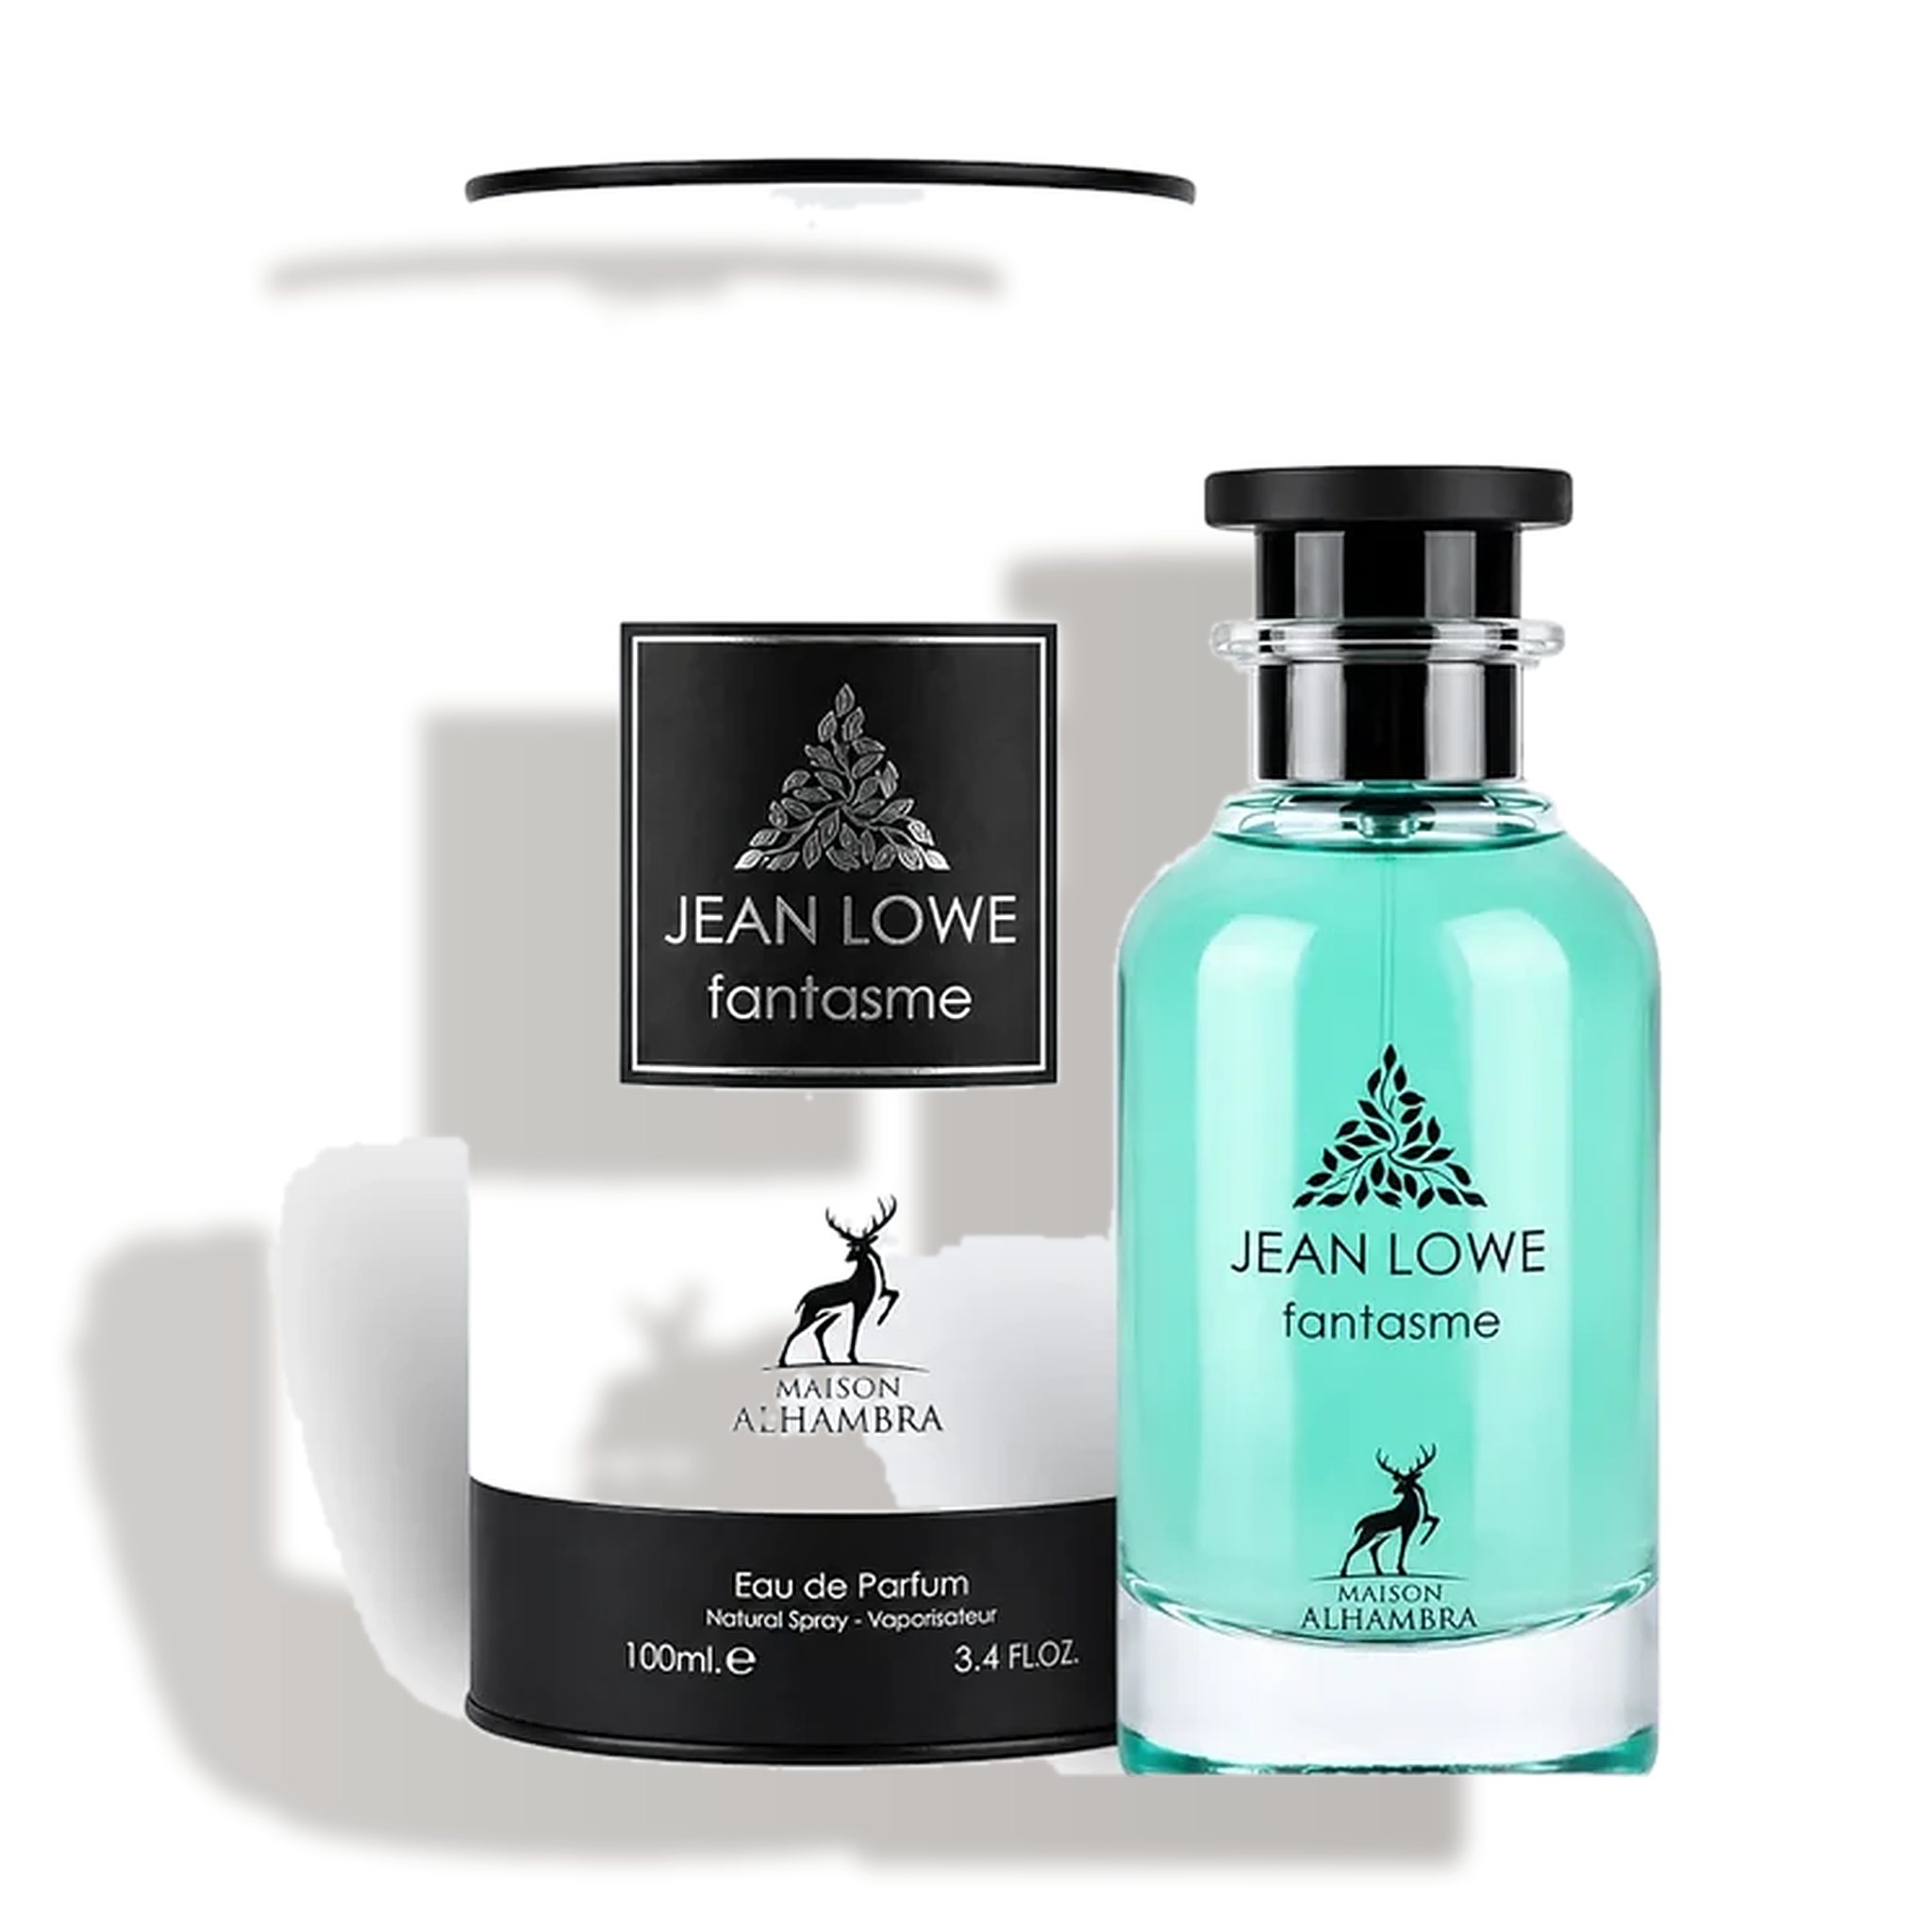 JEAN LOWE
fantasme
MAISON
ALHAMBRA
Eau de Parfum
Natural Spray - Vaporisateur
100ml.e
3.4 FL.OZ.
JEAN LOWE
fantasme
MAISON
ALHAMBRA